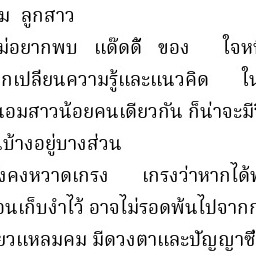 ม ลูกสาว
ม่อยากพบ แด๊ดดี้ ของ ใจห
กเปลี่ยนความรู้และแนวคิด ใน
นอมสาวน้อยคนเดียวกัน ก็น่าจะมี
บ้างอยู่บางส่วน
งคงหวาดเกรง เกรงว่าหากได้พ
อนเก็บงำไว้ อาจไม่รอดพ้นไปจาก
ยวแหลมคม มีดวงตาและปัญญาซึ่